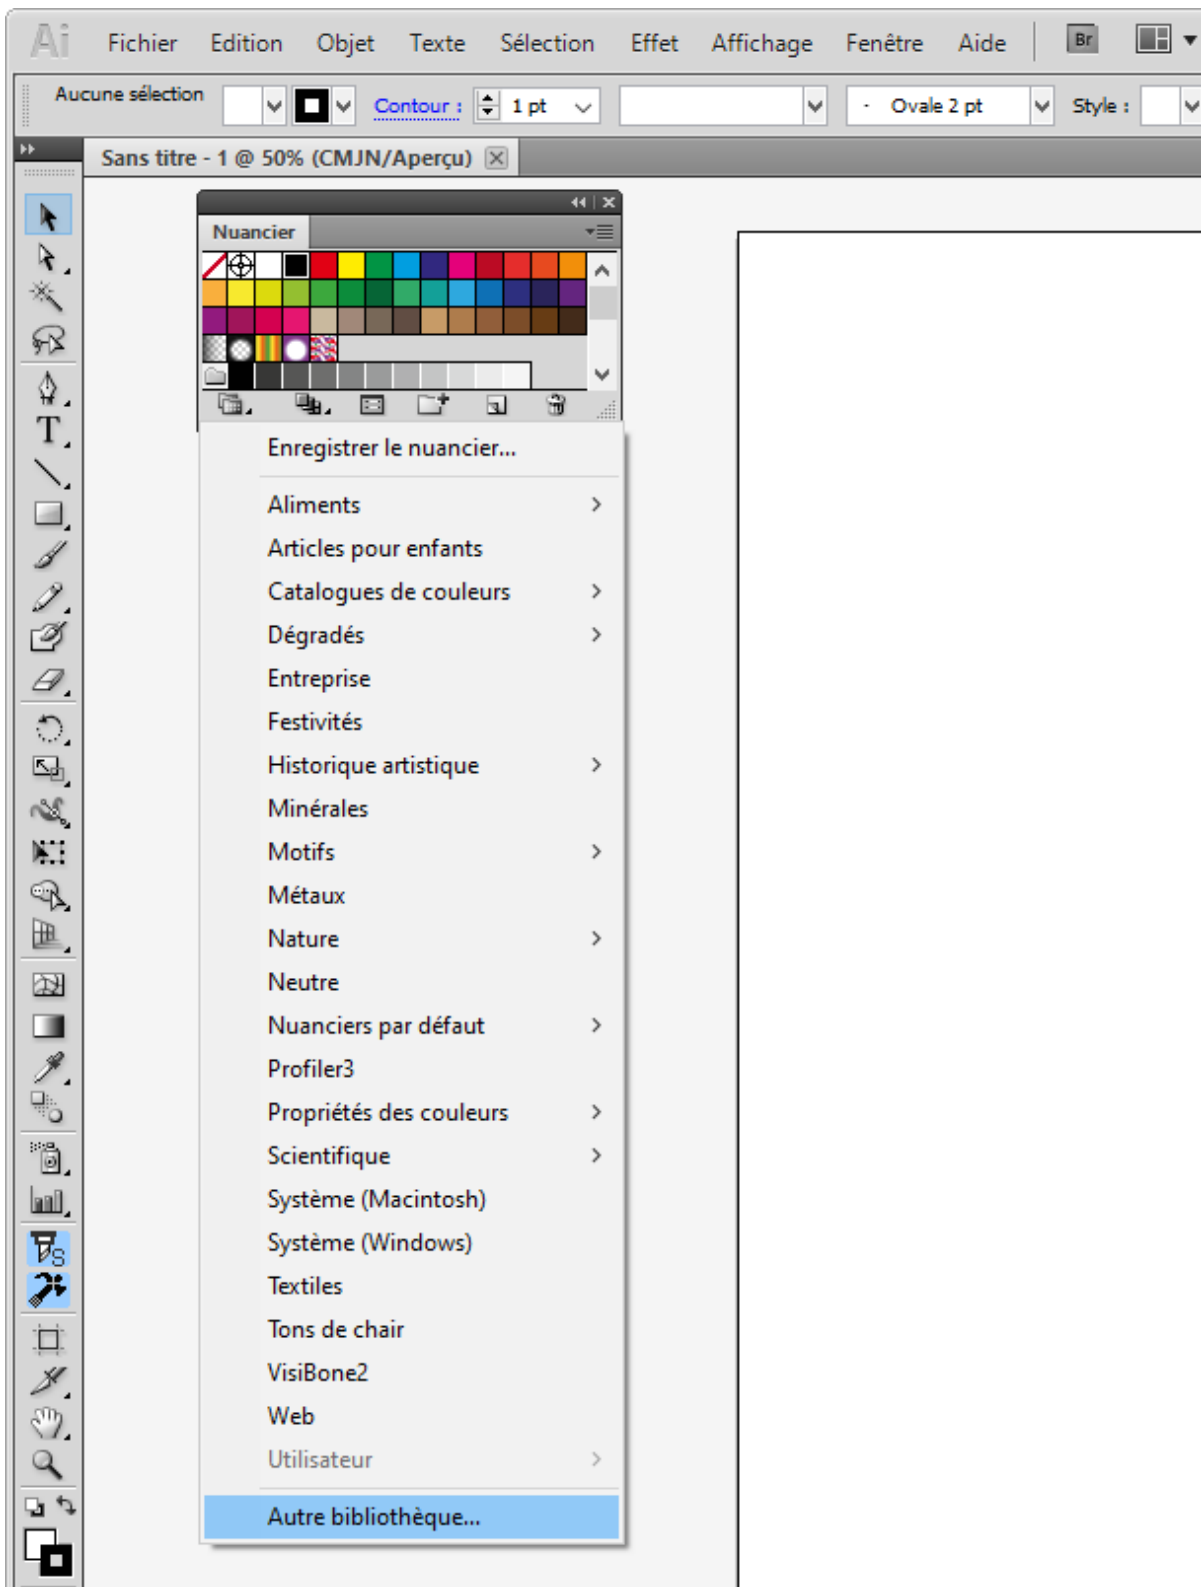 Ai Fichier Edition Objet Texte Sélection Effet Affichage Fenêtre Aide Br
Aucune sélection Contour : 1 pt Ovale 2 pt Style :
Sans titre - 1 @ 50% (CMJN/Aperçu)
Nuancier
Enregistrer le nuancier...
Aliments
Articles pour enfants
Catalogues de couleurs
Dégradés
Entreprise
Festivités
Historique artistique
Minérales
Motifs
Métaux
Nature
Neutre
Nuanciers par défaut
Profiler3
Propriétés des couleurs
Scientifique
Système (Macintosh)
Système (Windows)
Textiles
Tons de chair
VisiBone2
Web
Utilisateur
Autre bibliothèque...